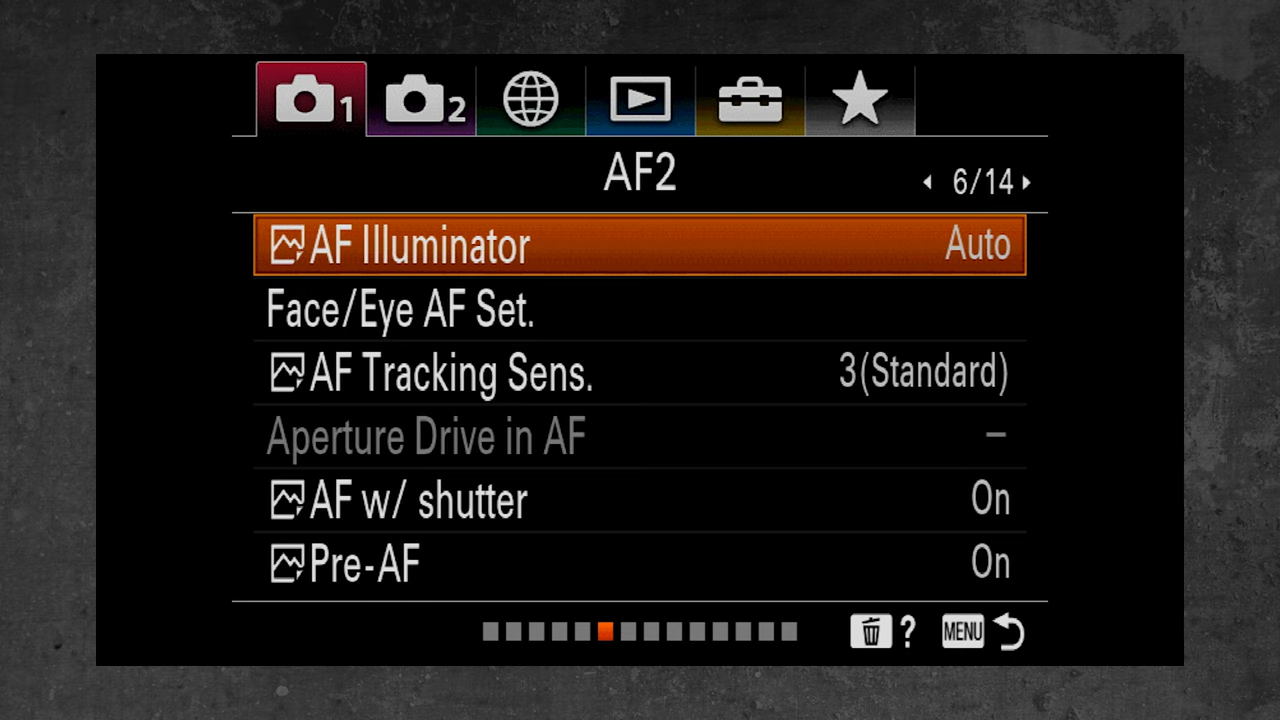 1 2
AF2
6/14
AF Illuminator Auto
Face/Eye AF Set.
AF Tracking Sens. 3(Standard)
Aperture Drive in AF –
AF w/ shutter On
Pre-AF On
? MENU